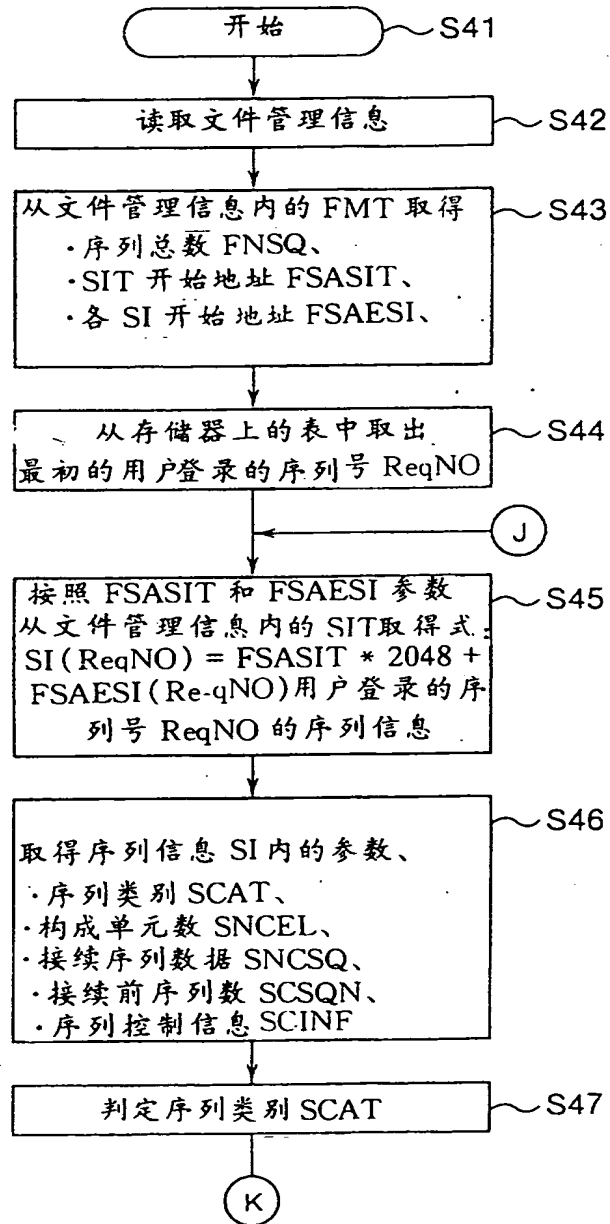 开始
S41
读取文件管理信息
S42
从文件管理信息内的 FMT 取得
·序列总数 FNSQ、
·SIT 开始地址 FSASIT、
·各 SI 开始地址 FSAESI、
S43
从存储器上的表中取出
最初的用户登录的序列号 ReqNO
S44
J
按照 FSASIT 和 FSAESI 参数
从文件管理信息内的 SIT取得式:
SI(ReqNO) = FSASIT * 2048 +
FSAESI(Re-qNO)用户登录的序
列号 ReqNO 的序列信息
S45
取得序列信息 SI 内的参数、
·序列类别 SCAT、
·构成单元数 SNCEL、
·接续序列数据 SNCSQ、
·接续前序列数 SCSQN、
·序列控制信息 SCINF
S46
判定序列类别 SCAT
S47
K